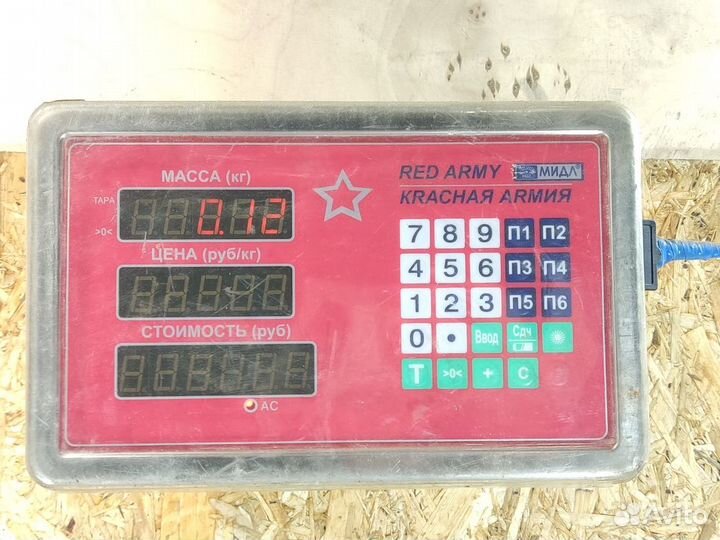 МАССА (кг)
ТАРА
>0<
0.12
ЦЕНА (руб/кг)
СТОИМОСТЬ (руб)
AC
RED ARMY МИДЛ
КRАСНАЯ АRМИЯ
7 8 9 П1 П2
4 5 6 П3 П4
1 2 3 П5 П6
0 • Ввод Сдч
T >0< + C
Avito